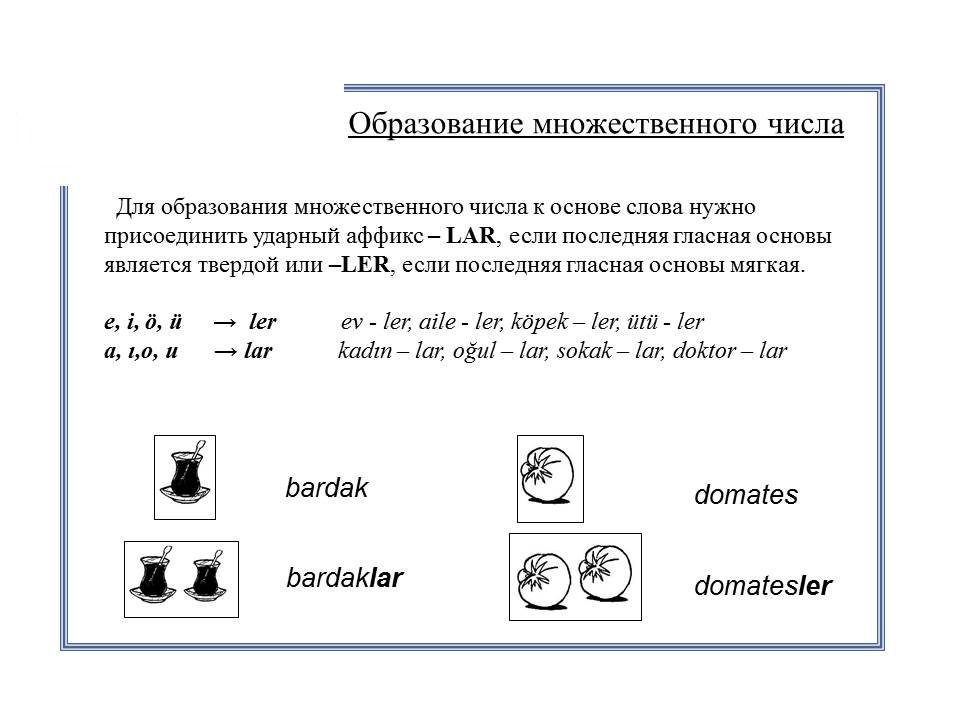 Образование множественного числа
Для образования множественного числа к основе слова нужно
присоединить ударный аффикс – LAR, если последняя гласная основы
является твердой или –LER, если последняя гласная основы мягкая.
e, i, ö, ü → ler ev - ler, aile - ler, köpek – ler, ütü - ler
a, ı,o, u → lar kadın – lar, oğul – lar, sokak – lar, doktor – lar
bardak
domates
bardaklar
domatesler